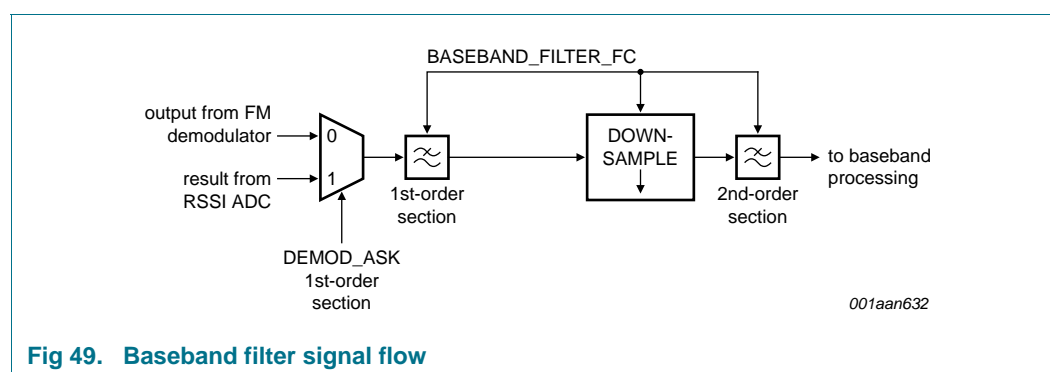 BASEBAND_FILTER_FC
output from FM
demodulator
0
1
result from
RSSI ADC
1st-order
section
DOWN-
SAMPLE
2nd-order
section
to baseband
processing
DEMOD_ASK
1st-order
section
001aan632
Fig 49. Baseband filter signal flow